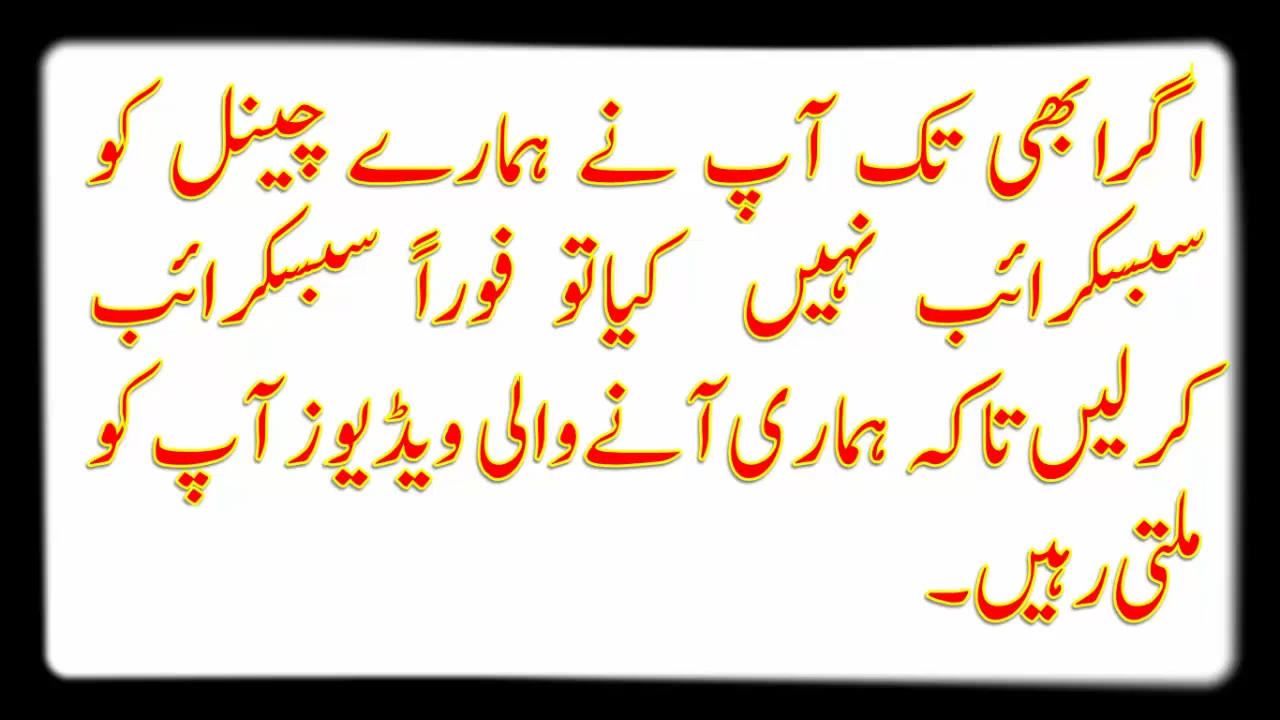 اگر ابھی تک آپ نے ہمارے چینل کو
سبسکرائب نہیں کیا تو فوراً سبسکرائب
کرلیں تاکہ ہماری آنے والی ویڈیوز آپ کو
ملتی رہیں۔